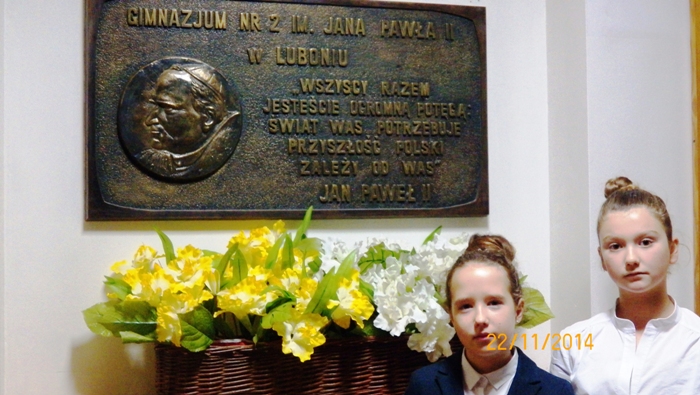 GIMNAZJUM NR 2 IM. JANA PAWŁA II
W LUBONIU
„WSZYSCY RAZEM
JESTEŚCIE OGROMNĄ POTĘGĄ:
ŚWIAT WAS POTRZEBUJE
PRZYSZŁOŚĆ POLSKI
ZALEŻY OD WAS"
JAN PAWEŁ II
22/11/2014